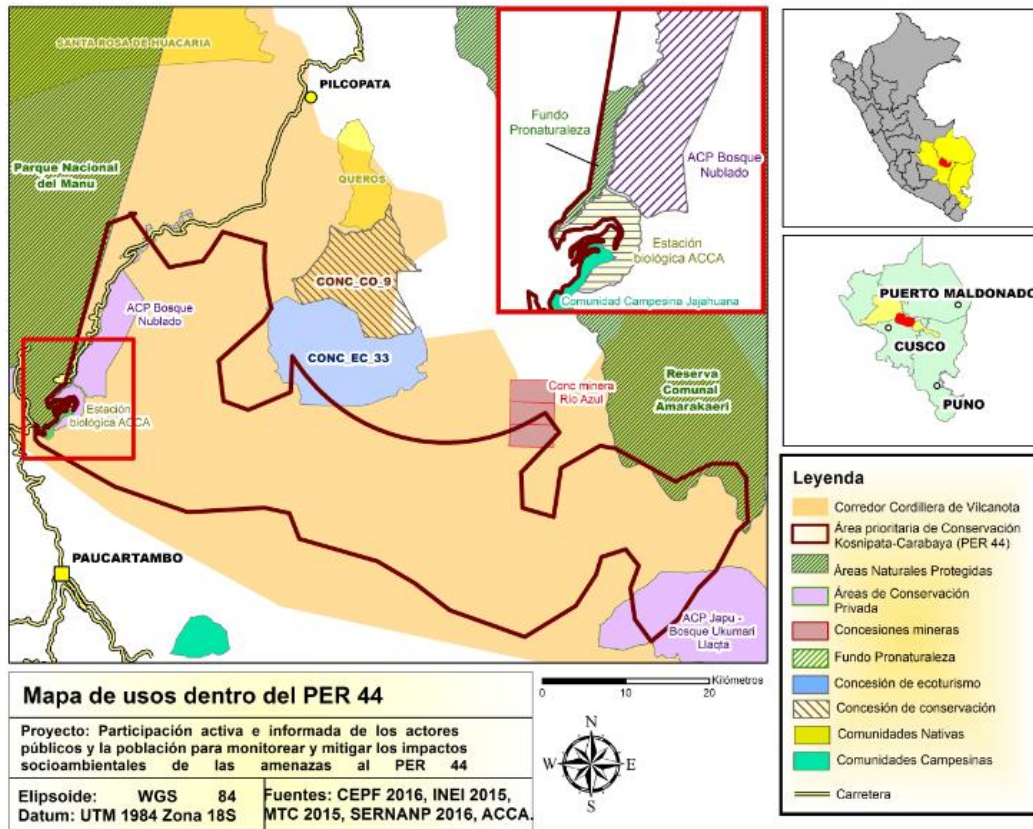 SANTA ROSA DE HUACARIA
PILCOPATA
Parque Nacional
del Manu
QUEROS
Fundo
Pronaturaleza
ACP Bosque
Nublado
Estación
biológica ACCA
Comunidad Campesina Jajahuana
CONC_CO_9
ACP Bosque
Nublado
CONC_EC_33
Conc minera
Río Azul
Reserva
Comunal
Amarakaeri
Estación
biológica ACCA
PAUCARTAMBO
ACP Japu -
Bosque Ukumari
Llaqta
PUERTO MALDONADO
CUSCO
PUNO
Leyenda
Corredor Cordillera de Vilcanota
Área prioritaria de Conservación
Kosnipata-Carabaya (PER 44)
Áreas Naturales Protegidas
Áreas de Conservación
Privada
Concesiones mineras
Fundo Pronaturaleza
Concesión de ecoturismo
Concesión de conservación
Comunidades Nativas
Comunidades Campesinas
Carretera
Mapa de usos dentro del PER 44
Proyecto: Participación activa e informada de los actores
públicos y la población para monitorear y mitigar los impactos
socioambientales de las amenazas al PER 44
Elipsoide: WGS 84
Datum: UTM 1984 Zona 18S
Fuentes: CEPF 2016, INEI 2015,
MTC 2015, SERNANP 2016, ACCA.
Kilómetros
0 10 20
N
W E
S